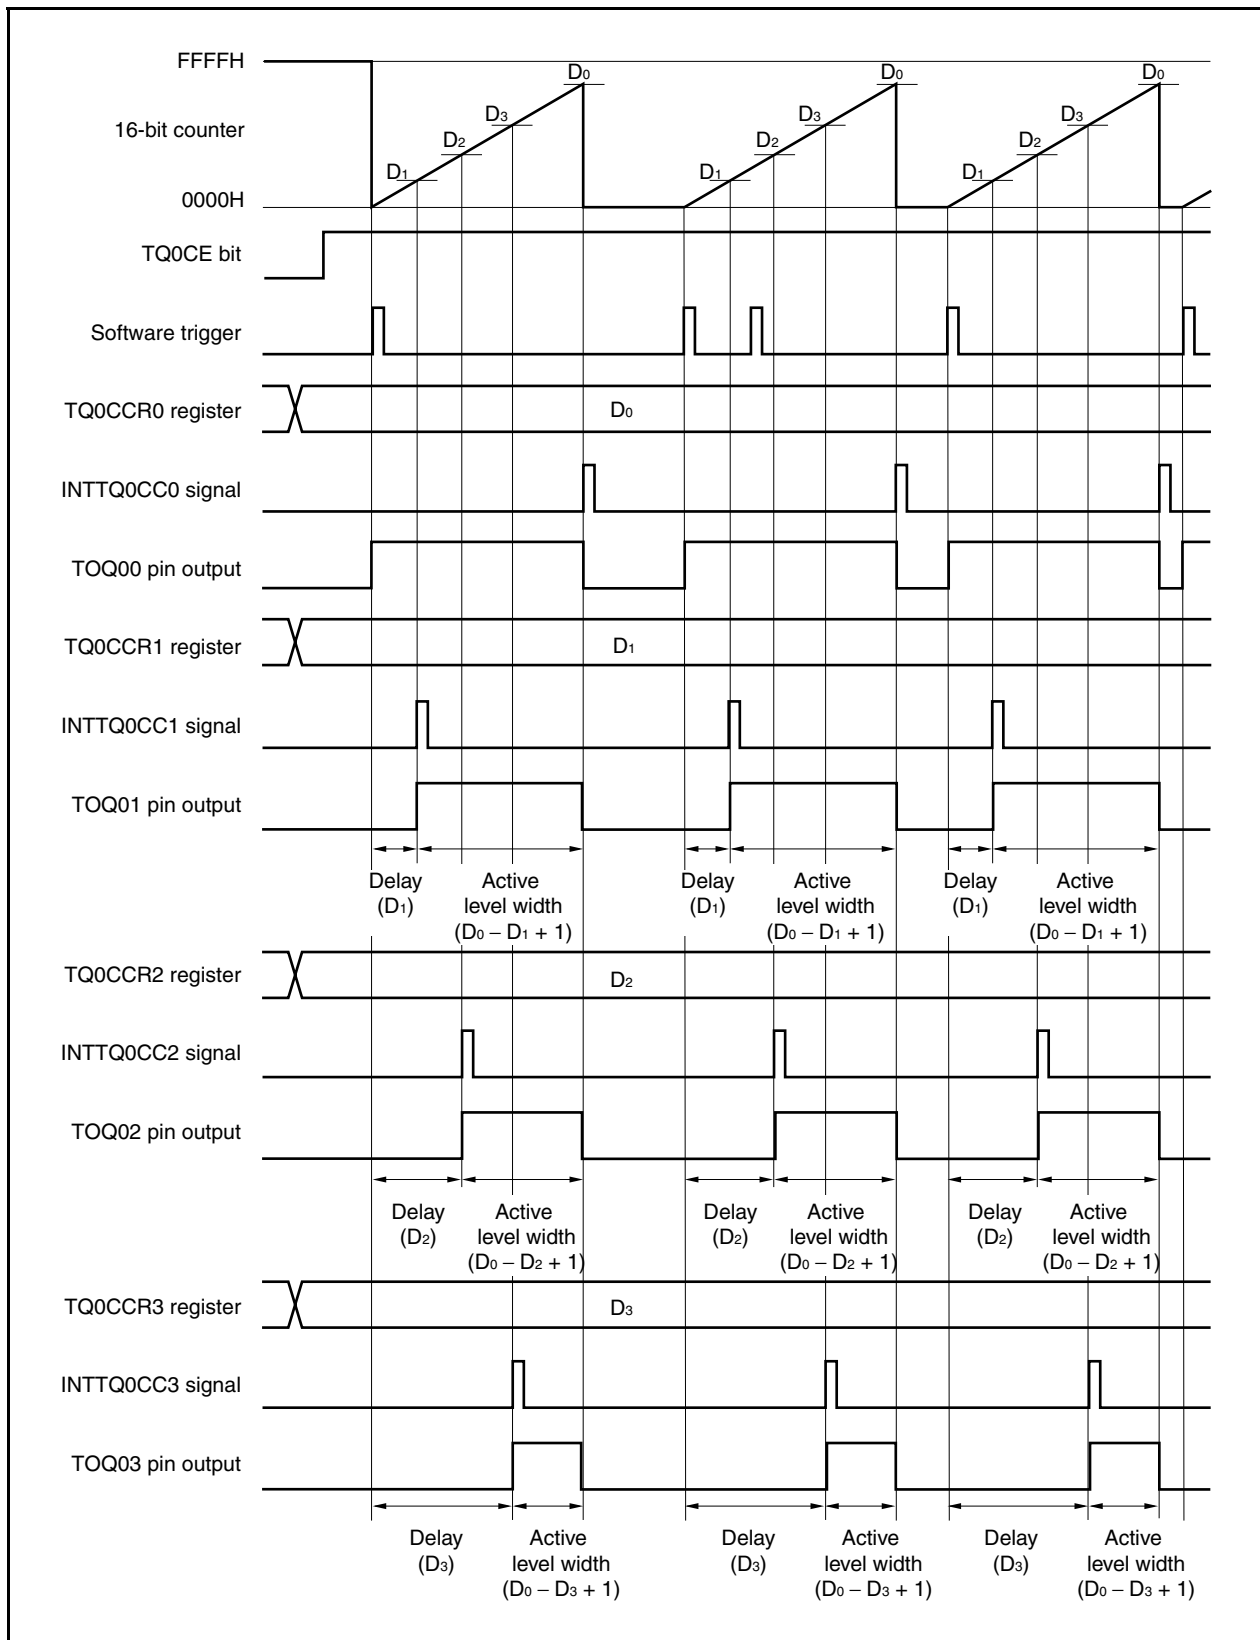 FFFFH
16-bit counter
0000H
D0 D0 D0
D3 D3 D3
D2 D2 D2
D1 D1 D1
TQ0CE bit
Software trigger
TQ0CCR0 register D0
INTTQ0CC0 signal
TOQ00 pin output
TQ0CCR1 register D1
INTTQ0CC1 signal
TOQ01 pin output
Delay Active Delay Active Delay Active
(D1) level width (D1) level width (D1) level width
(D0 – D1 + 1) (D0 – D1 + 1) (D0 – D1 + 1)
TQ0CCR2 register D2
INTTQ0CC2 signal
TOQ02 pin output
Delay Active Delay Active Delay Active
(D2) level width (D2) level width (D2) level width
(D0 – D2 + 1) (D0 – D2 + 1) (D0 – D2 + 1)
TQ0CCR3 register D3
INTTQ0CC3 signal
TOQ03 pin output
Delay Active Delay Active Delay Active
(D3) level width (D3) level width (D3) level width
(D0 – D3 + 1) (D0 – D3 + 1) (D0 – D3 + 1)